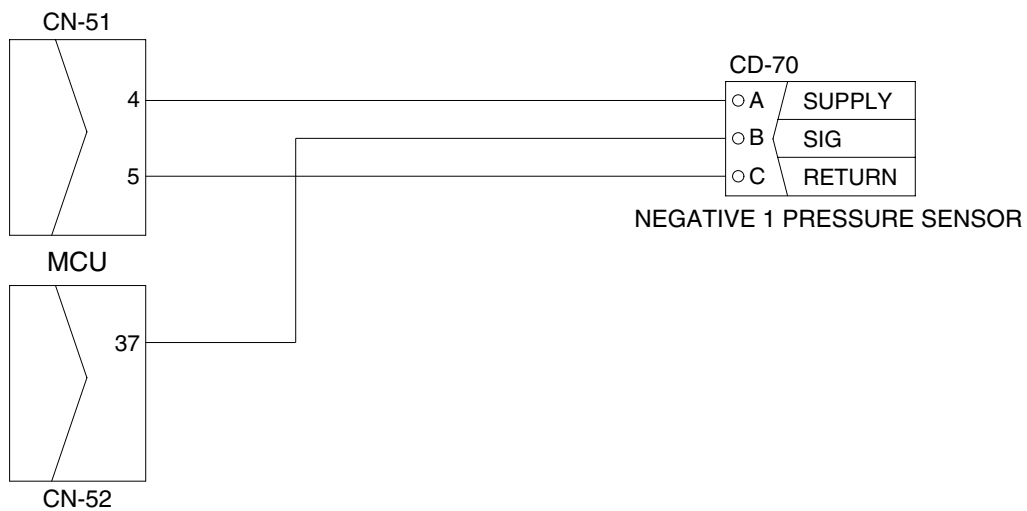 CN-51
CD-70
4
A SUPPLY
B SIG
5
C RETURN
NEGATIVE 1 PRESSURE SENSOR
MCU
37
CN-52